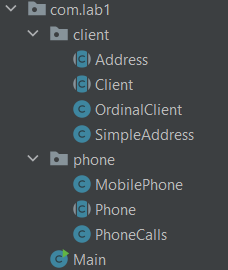 com.lab1
client
Address
Client
OrdinalClient
SimpleAddress
phone
MobilePhone
Phone
PhoneCalls
Main